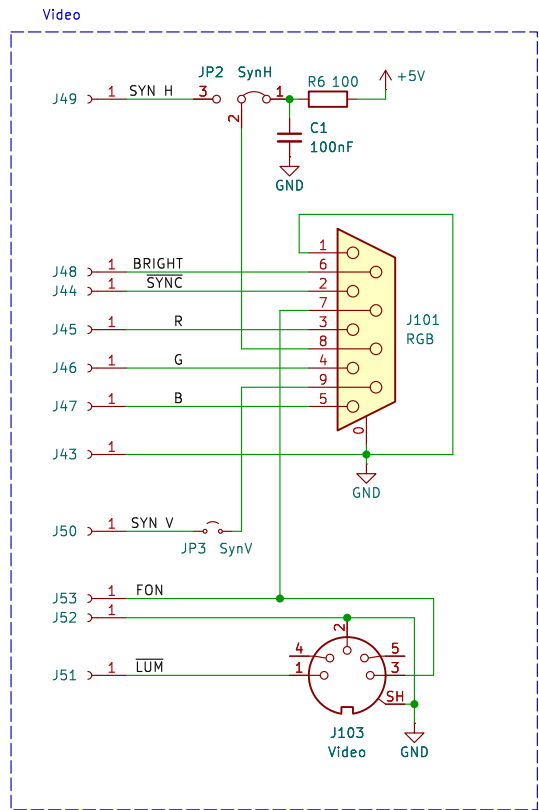 Video
JP2 SynH
R6 100
+5V
J49 1 SYN H 3 1
2
C1
100nF
GND
1
J48 1 BRIGHT 6
J44 1 SYNC 2
7
J45 1 R 3
J101
RGB
8
J46 1 G 4
9
J47 1 B 5
0
J43 1
GND
J50 1 SYN V
JP3 SynV
J53 1 FON
J52 1
2
4 5
J51 1 LUM 1 3
SH
J103
Video
GND